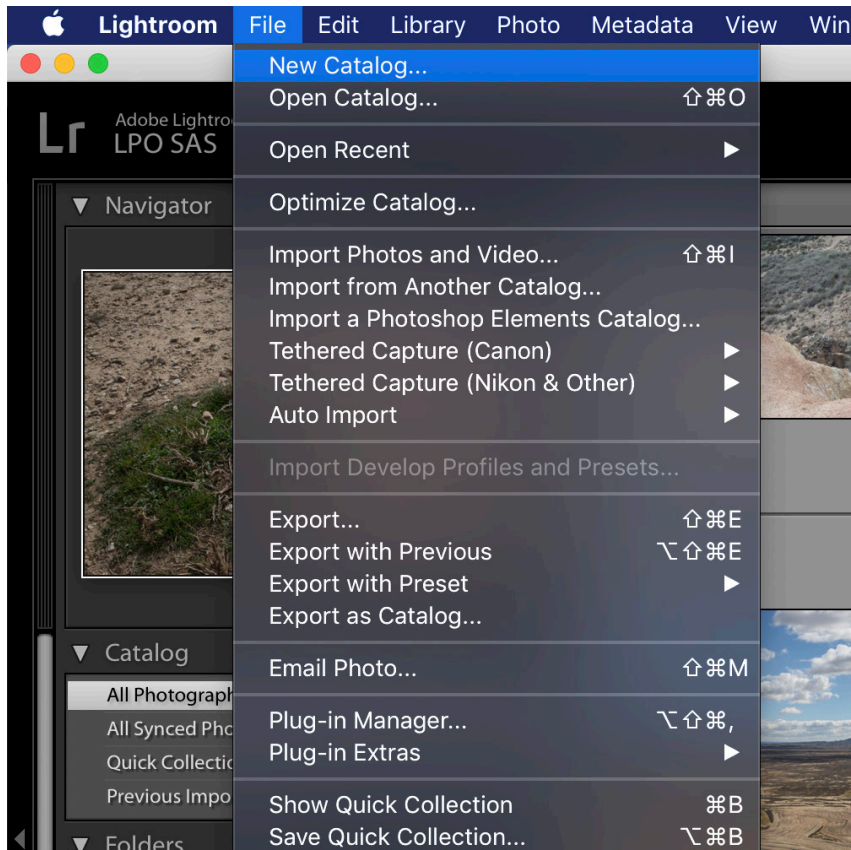 Lightroom File Edit Library Photo Metadata View Win
Lr
Adobe Lightro
LPO SAS
New Catalog...
Open Catalog... ⇧⌘O
Open Recent ▶
Optimize Catalog...
Import Photos and Video... ⇧⌘I
Import from Another Catalog...
Import a Photoshop Elements Catalog...
Tethered Capture (Canon) ▶
Tethered Capture (Nikon & Other) ▶
Auto Import ▶
Import Develop Profiles and Presets...
Export... ⇧⌘E
Export with Previous ⌥⇧⌘E
Export with Preset ▶
Export as Catalog...
Email Photo... ⇧⌘M
Plug-in Manager... ⌥⇧⌘,
Plug-in Extras ▶
Show Quick Collection ⌘B
Save Quick Collection... ⌥⌘B
▼ Navigator
▼ Catalog
All Photograph
All Synced Pho
Quick Collectio
Previous Impo
▼ Folders